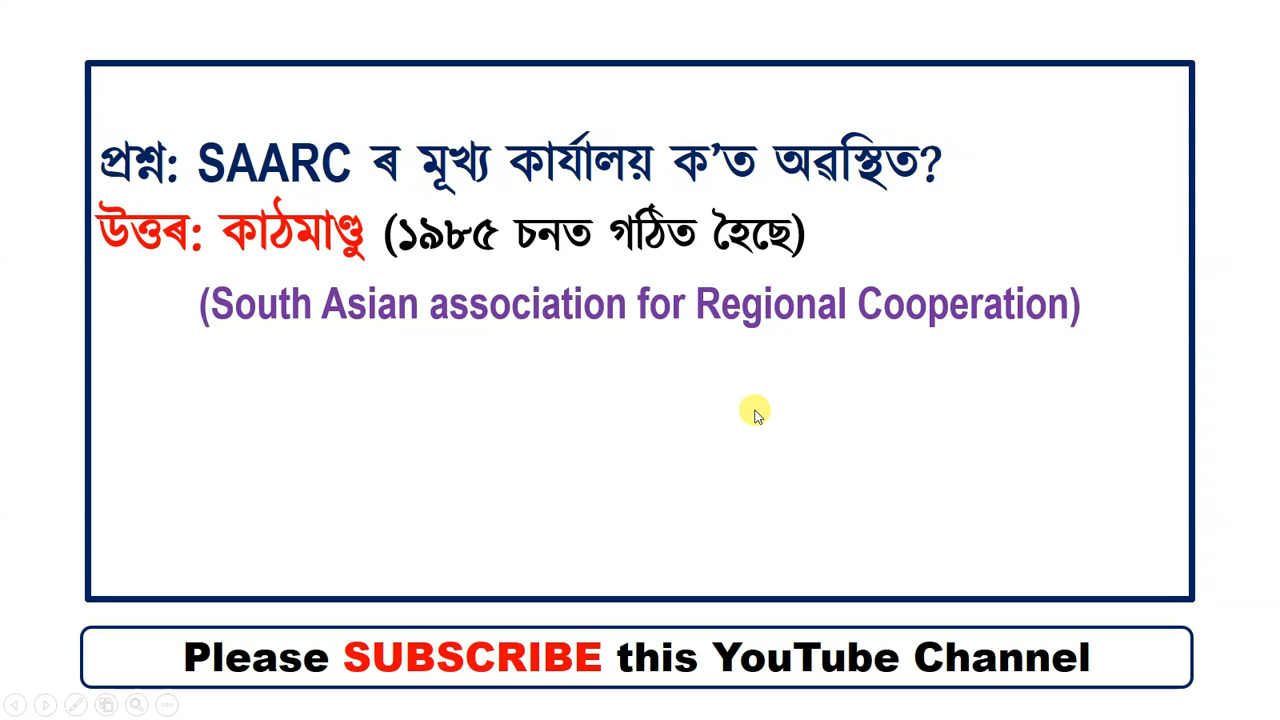 প্ৰশ্ন: SAARC ৰ মূখ্য কাৰ্যালয় ক’ত অৱস্থিত?
উত্তৰ: কাঠমাণ্ডু (১৯৮৫ চনত গঠিত হৈছে)
(South Asian association for Regional Cooperation)
Please SUBSCRIBE this YouTube Channel